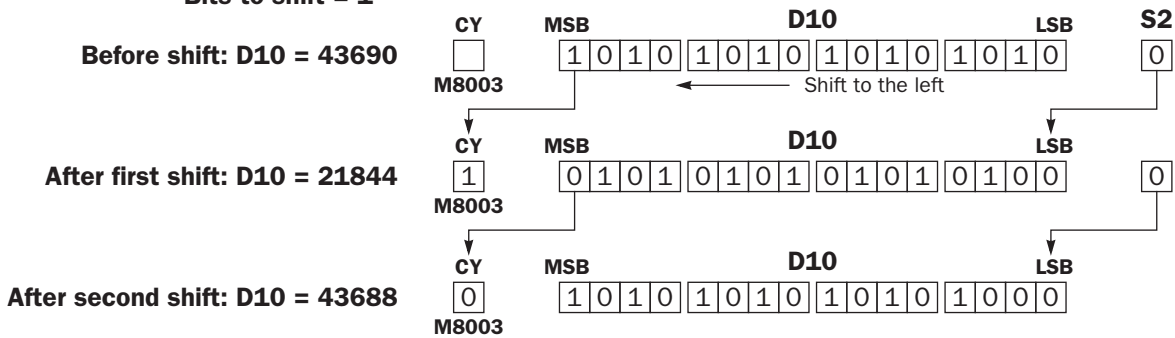 Bits to shift = 1
CY MSB D10 LSB S2
Before shift: D10 = 43690 1 0 1 0 1 0 1 0 1 0 1 0 1 0 1 0 0
M8003 Shift to the left
CY MSB D10 LSB
After first shift: D10 = 21844 1 0 1 0 1 0 1 0 1 0 1 0 1 0 1 0 0 0
M8003
CY MSB D10 LSB
After second shift: D10 = 43688 0 1 0 1 0 1 0 1 0 1 0 1 0 1 0 0 0
M8003